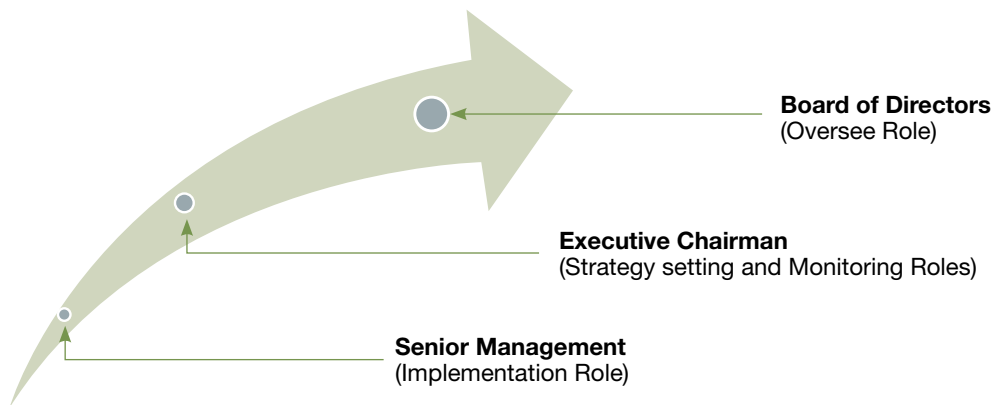 Board of Directors
(Oversee Role)
Executive Chairman
(Strategy setting and Monitoring Roles)
Senior Management
(Implementation Role)